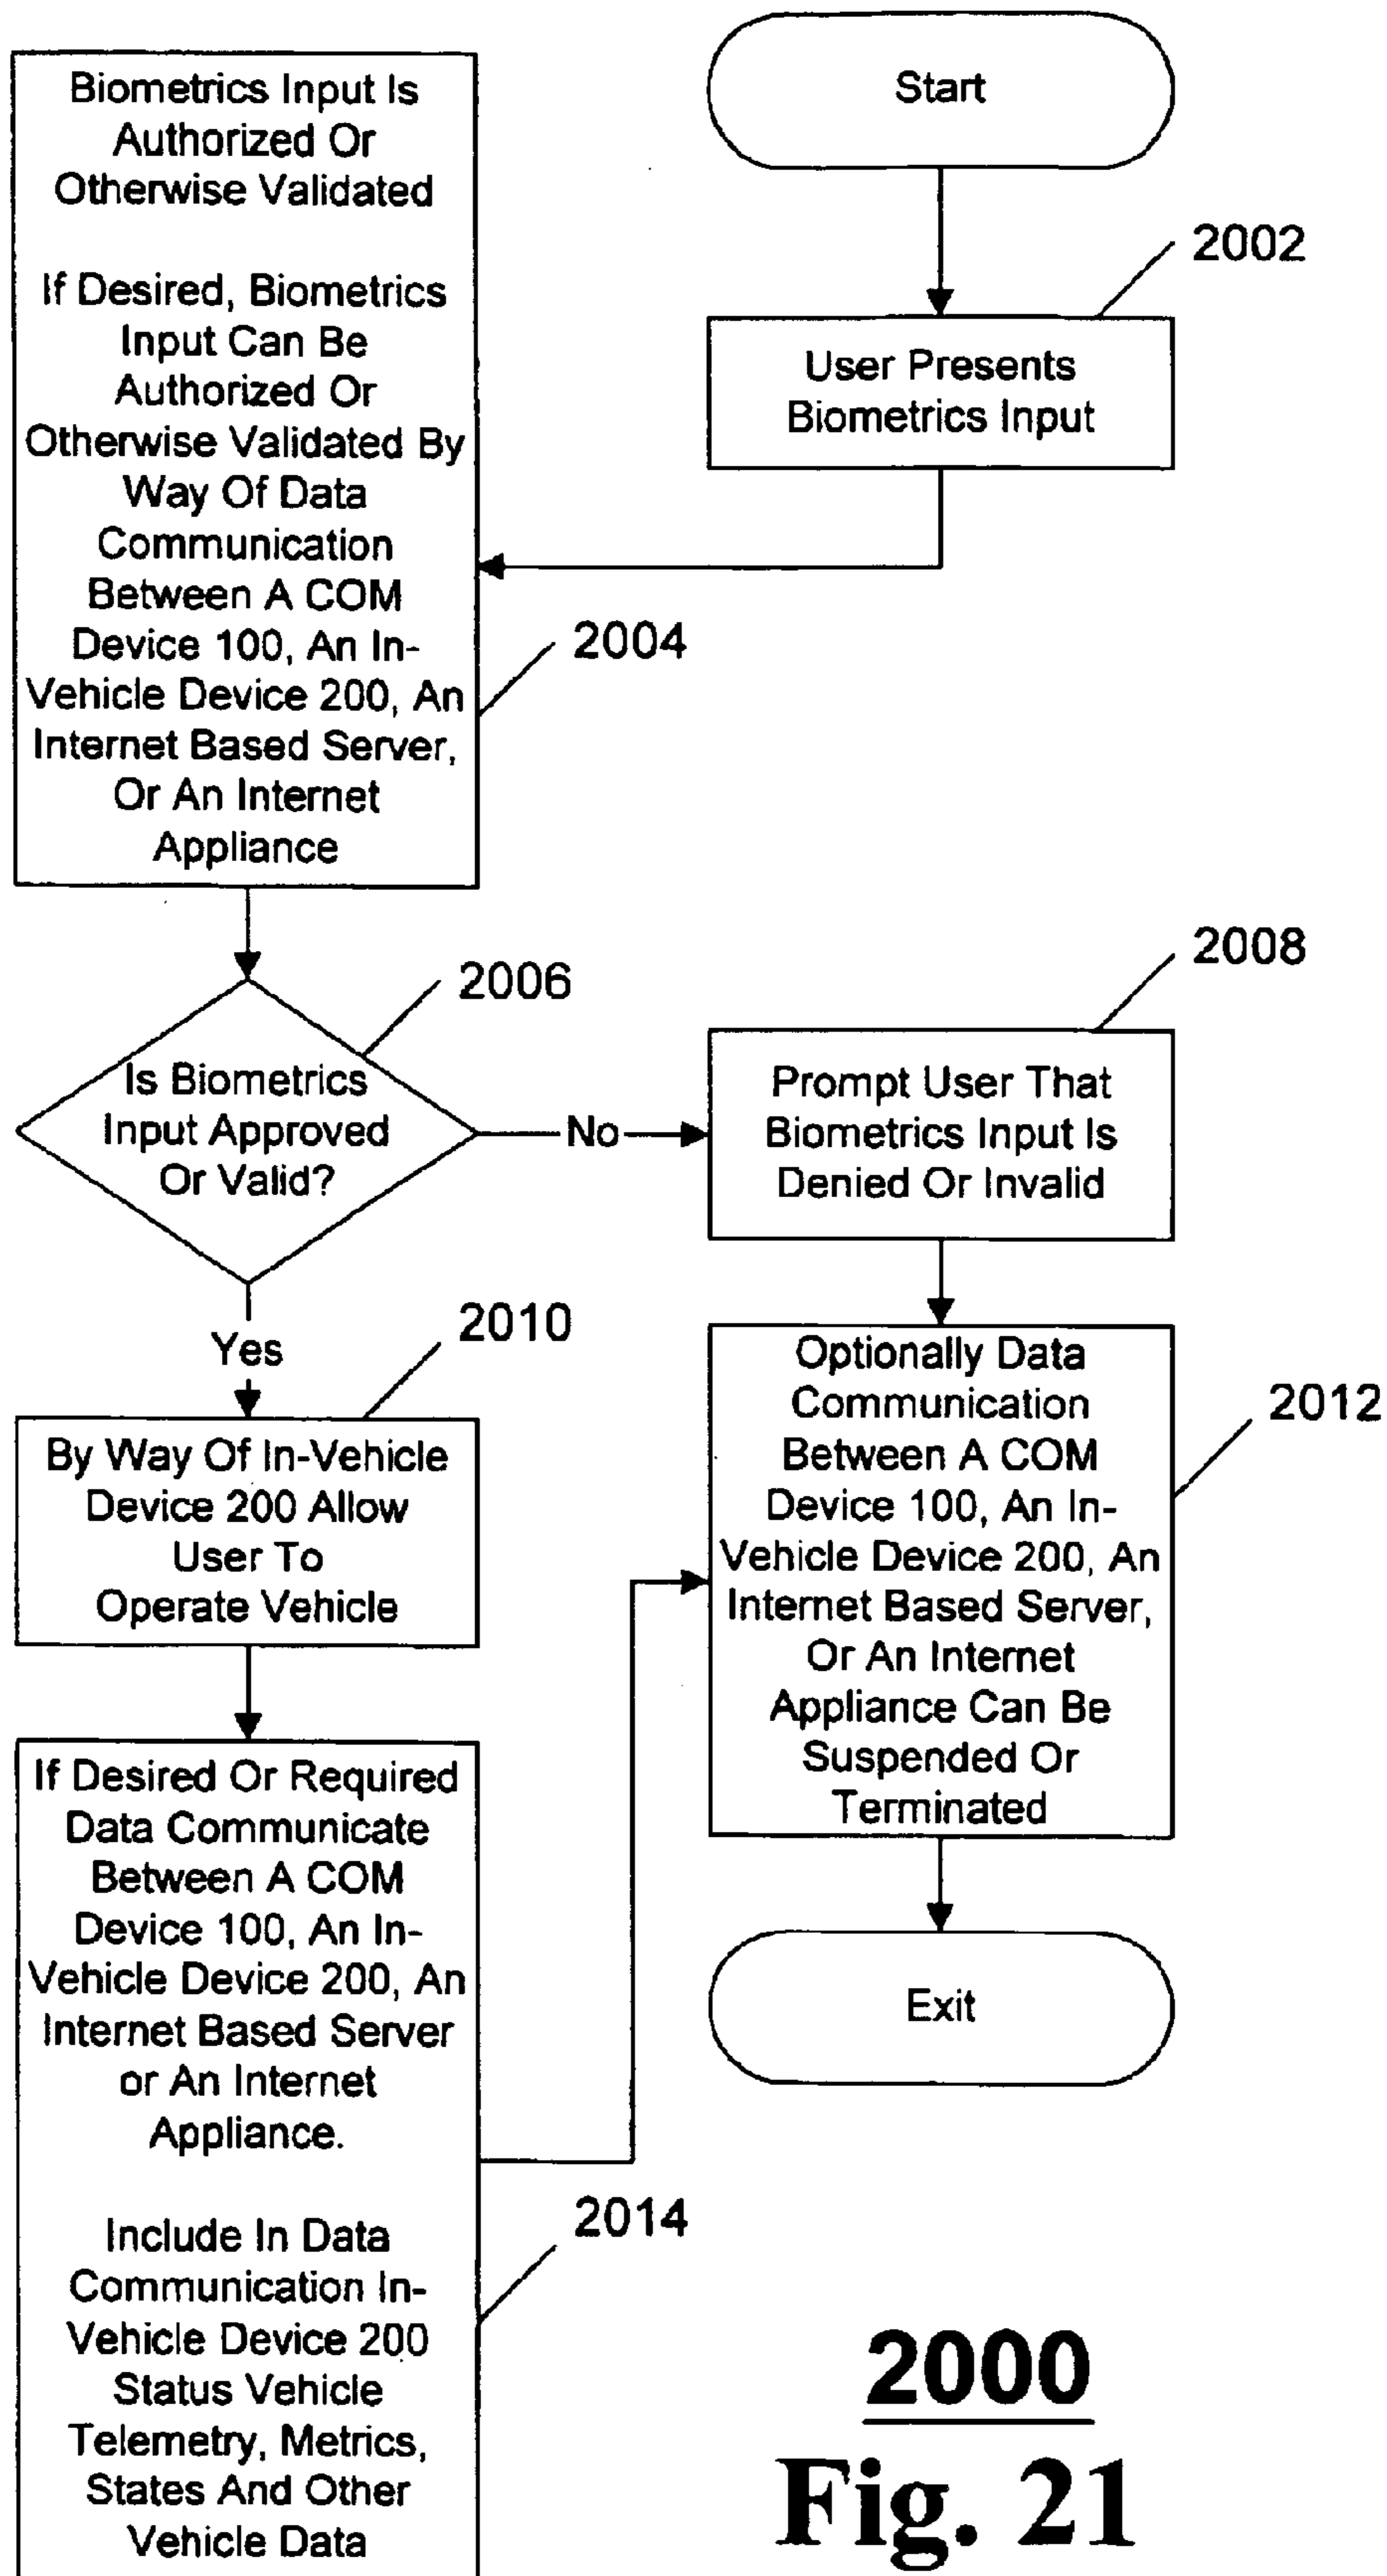 Start
2002
User Presents
Biometrics Input
Biometrics Input Is
Authorized Or
Otherwise Validated
If Desired, Biometrics
Input Can Be
Authorized Or
Otherwise Validated By
Way Of Data
Communication
Between A COM
Device 100, An In-
Vehicle Device 200, An
Internet Based Server,
Or An Internet
Appliance
2004
2006
Is Biometrics
Input Approved
Or Valid?
No
2008
Prompt User That
Biometrics Input Is
Denied Or Invalid
Yes
2010
By Way Of In-Vehicle
Device 200 Allow
User To
Operate Vehicle
2012
Optionally Data
Communication
Between A COM
Device 100, An In-
Vehicle Device 200, An
Internet Based Server,
Or An Internet
Appliance Can Be
Suspended Or
Terminated
If Desired Or Required
Data Communicate
Between A COM
Device 100, An In-
Vehicle Device 200, An
Internet Based Server
or An Internet
Appliance.
Include In Data
Communication In-
Vehicle Device 200
Status Vehicle
Telemetry, Metrics,
States And Other
Vehicle Data
2014
Exit
2000
Fig. 21